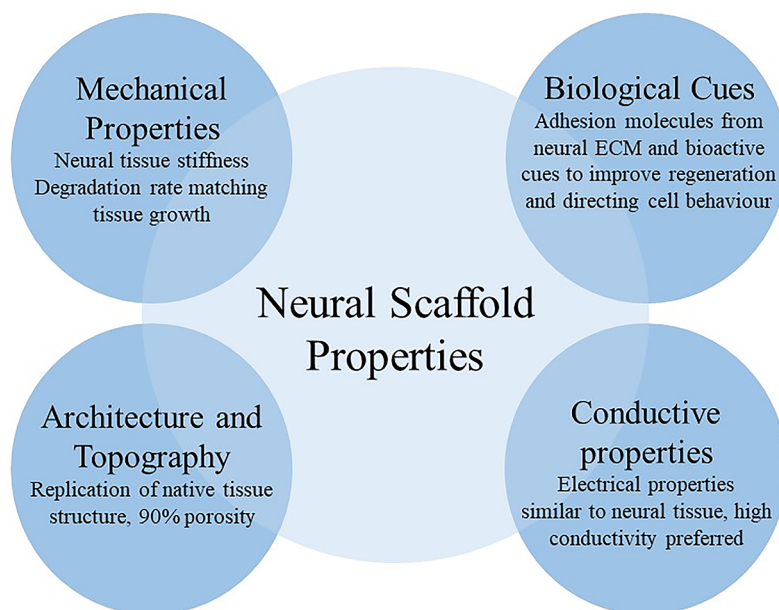 Mechanical
Properties
Neural tissue stiffness
Degradation rate matching
tissue growth
Biological Cues
Adhesion molecules from
neural ECM and bioactive
cues to improve regeneration
and directing cell behaviour
Neural Scaffold
Properties
Architecture and
Topography
Replication of native tissue
structure, 90% porosity
Conductive
properties
Electrical properties
similar to neural tissue, high
conductivity preferred